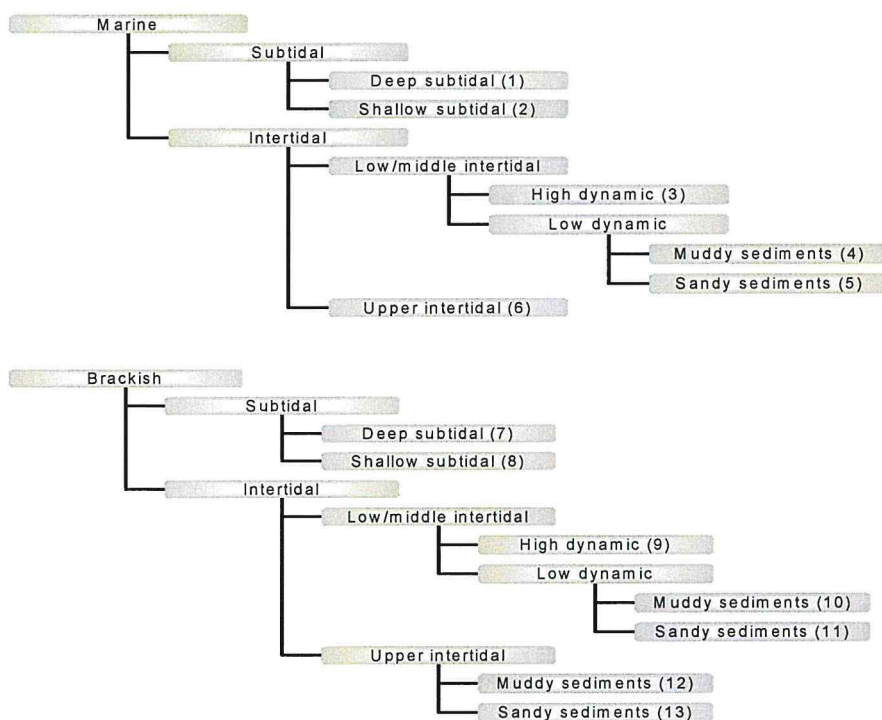 Marine
Subtidal
Deep subtidal (1)
Shallow subtidal (2)
Intertidal
Low/middle intertidal
High dynamic (3)
Low dynamic
Muddy sediments (4)
Sandy sediments (5)
Upper intertidal (6)
Brackish
Subtidal
Deep subtidal (7)
Shallow subtidal (8)
Intertidal
Low/middle intertidal
High dynamic (9)
Low dynamic
Muddy sediments (10)
Sandy sediments (11)
Upper intertidal
Muddy sediments (12)
Sandy sediments (13)